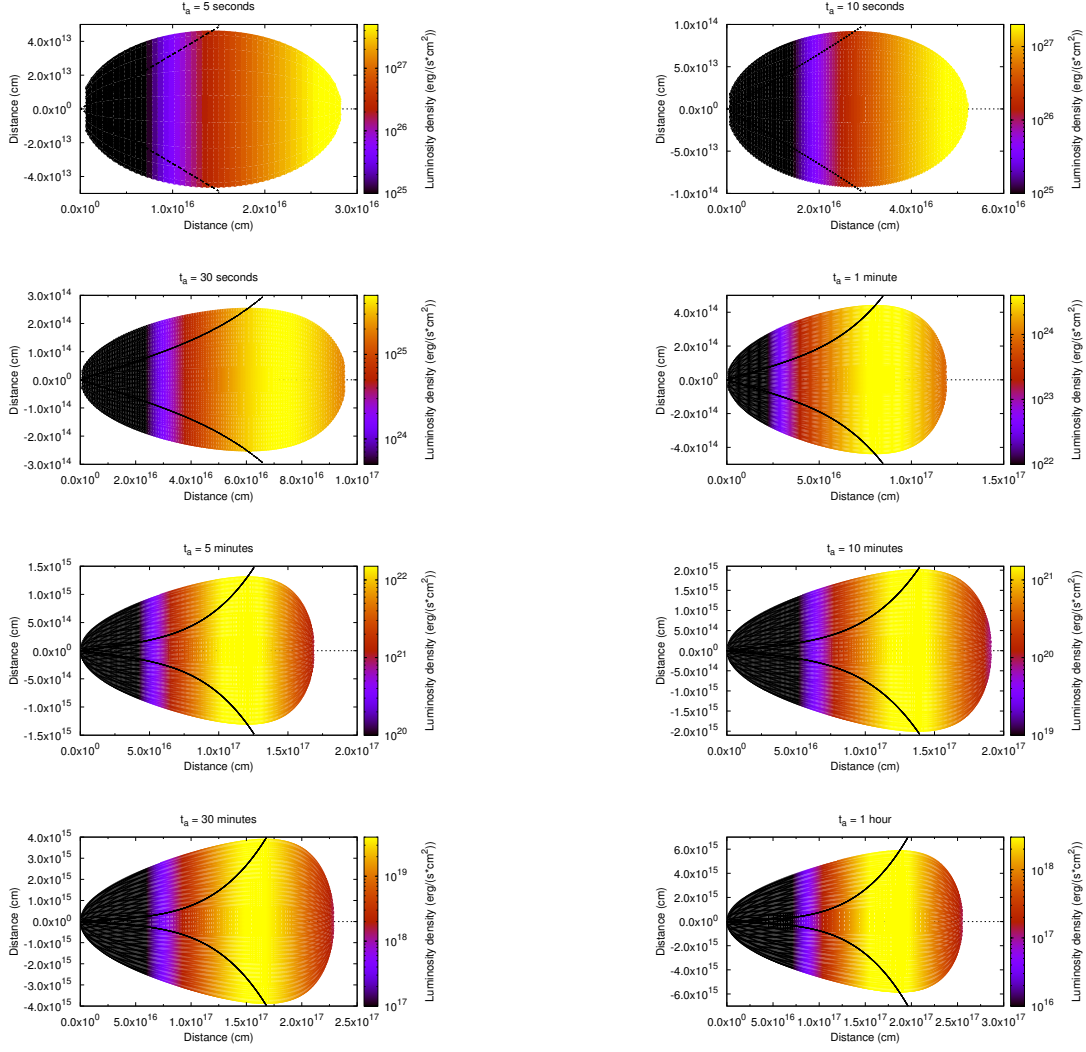 t_a = 5 seconds
Distance (cm)
4.0x10^13
2.0x10^13
0.0x10^0
-2.0x10^13
-4.0x10^13
0.0x10^0 1.0x10^16 2.0x10^16 3.0x10^16
Distance (cm)
10^27
10^26
10^25
Luminosity density (erg/(s*cm^2))
t_a = 10 seconds
Distance (cm)
1.0x10^14
5.0x10^13
0.0x10^0
-5.0x10^13
-1.0x10^14
0.0x10^0 2.0x10^16 4.0x10^16 6.0x10^16
Distance (cm)
10^27
10^26
10^25
Luminosity density (erg/(s*cm^2))
t_a = 30 seconds
Distance (cm)
3.0x10^14
2.0x10^14
1.0x10^14
0.0x10^0
-1.0x10^14
-2.0x10^14
-3.0x10^14
0.0x10^0 2.0x10^16 4.0x10^16 6.0x10^16 8.0x10^16 1.0x10^17
Distance (cm)
10^25
10^24
Luminosity density (erg/(s*cm^2))
t_a = 1 minute
Distance (cm)
4.0x10^14
2.0x10^14
0.0x10^0
-2.0x10^14
-4.0x10^14
0.0x10^0 5.0x10^16 1.0x10^17 1.5x10^17
Distance (cm)
10^24
10^23
10^22
Luminosity density (erg/(s*cm^2))
t_a = 5 minutes
Distance (cm)
1.5x10^15
1.0x10^15
5.0x10^14
0.0x10^0
-5.0x10^14
-1.0x10^15
-1.5x10^15
0.0x10^0 5.0x10^16 1.0x10^17 1.5x10^17 2.0x10^17
Distance (cm)
10^22
10^21
10^20
Luminosity density (erg/(s*cm^2))
t_a = 10 minutes
Distance (cm)
2.0x10^15
1.5x10^15
1.0x10^15
5.0x10^14
0.0x10^0
-5.0x10^14
-1.0x10^15
-1.5x10^15
-2.0x10^15
0.0x10^0 5.0x10^16 1.0x10^17 1.5x10^17 2.0x10^17
Distance (cm)
10^21
10^20
10^19
Luminosity density (erg/(s*cm^2))
t_a = 30 minutes
Distance (cm)
4.0x10^15
3.0x10^15
2.0x10^15
1.0x10^15
0.0x10^0
-1.0x10^15
-2.0x10^15
-3.0x10^15
-4.0x10^15
0.0x10^0 5.0x10^16 1.0x10^17 1.5x10^17 2.0x10^17 2.5x10^17
Distance (cm)
10^19
10^18
10^17
Luminosity density (erg/(s*cm^2))
t_a = 1 hour
Distance (cm)
6.0x10^15
4.0x10^15
2.0x10^15
0.0x10^0
-2.0x10^15
-4.0x10^15
-6.0x10^15
0.0x10^0 5.0x10^16 1.0x10^17 1.5x10^17 2.0x10^17 2.5x10^17 3.0x10^17
Distance (cm)
10^18
10^17
10^16
Luminosity density (erg/(s*cm^2))